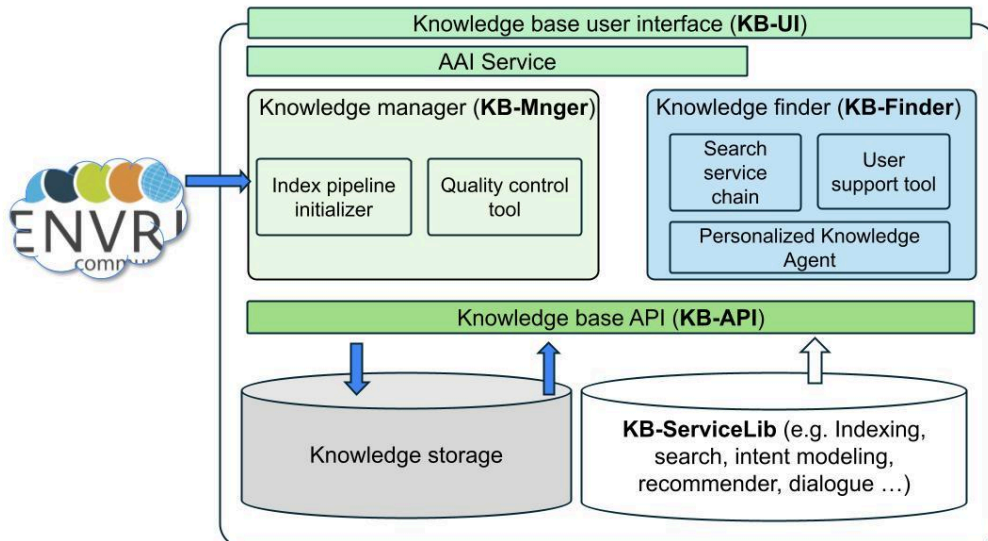 Knowledge base user interface (KB-UI)
AAI Service
Knowledge manager (KB-Mnger)
Index pipeline
initializer
Quality control
tool
Knowledge finder (KB-Finder)
Search
service
chain
User
support tool
Personalized Knowledge
Agent
ENVRI
commun
Knowledge base API (KB-API)
Knowledge storage
KB-ServiceLib (e.g. Indexing,
search, intent modeling,
recommender, dialogue …)